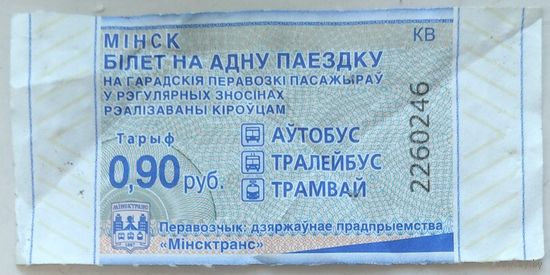 МІНСК
КВ
БІЛЕТ НА АДНУ ПАЕЗДКУ
НА ГАРАДСКІЯ ПЕРАВОЗКІ ПАСАЖЫРАЎ
У РЭГУЛЯРНЫХ ЗНОСІНАХ
РЭАЛІЗАВАНЫ КІРОЎЦАМ
Тарыф
0,90 руб.
АЎТОБУС
ТРАЛЕЙБУС
ТРАМВАЙ
2260246
МІНСКТРАНС
Перавозчык: дзяржаўнае прадпрыемства
«Мінсктранс»